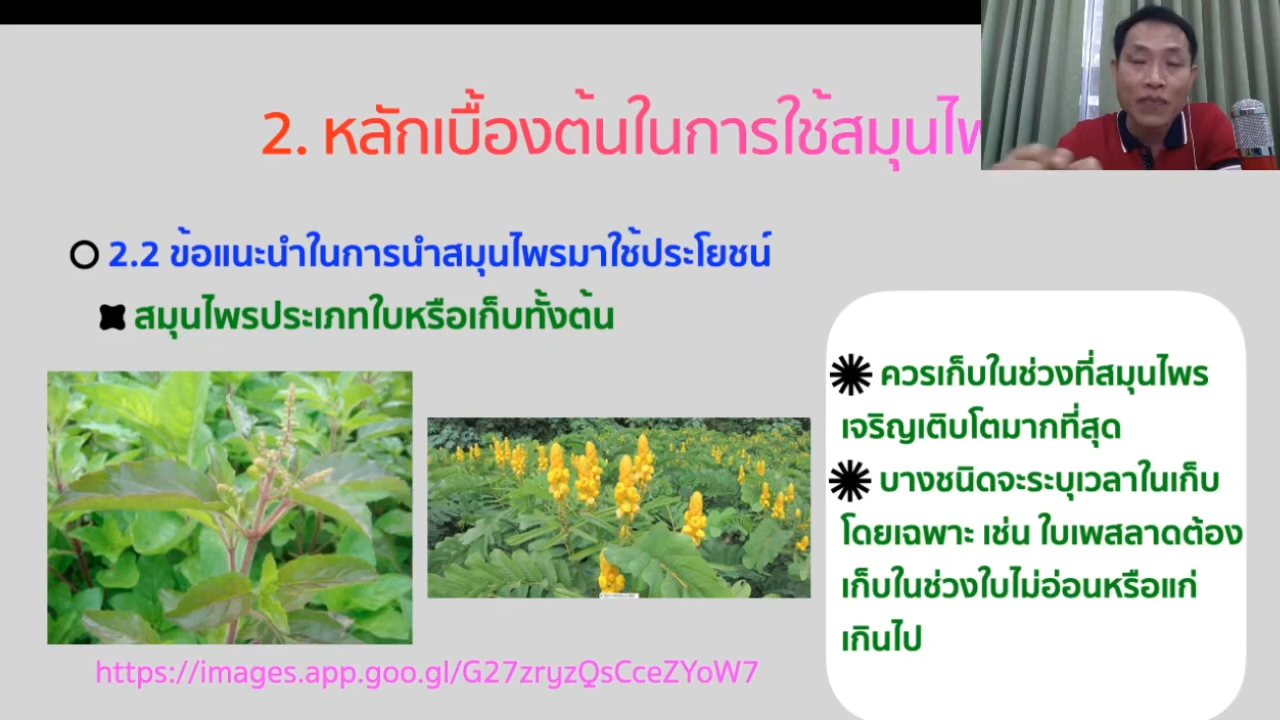 2. หลักเบื้องต้นในการใช้สมุนไพ
2.2 ข้อแนะนำในการนำสมุนไพรมาใช้ประโยชน์
สมุนไพรประเภทใบหรือเก็บทั้งต้น
ควรเก็บในช่วงที่สมุนไพร
เจริญเติบโตมากที่สุด
บางชนิดจะระบุเวลาในเก็บ
โดยเฉพาะ เช่น ใบเพสลาดต้อง
เก็บในช่วงใบไม่อ่อนหรือแก่
เกินไป
https://images.app.goo.gl/G27zryzQsCceZYoW7